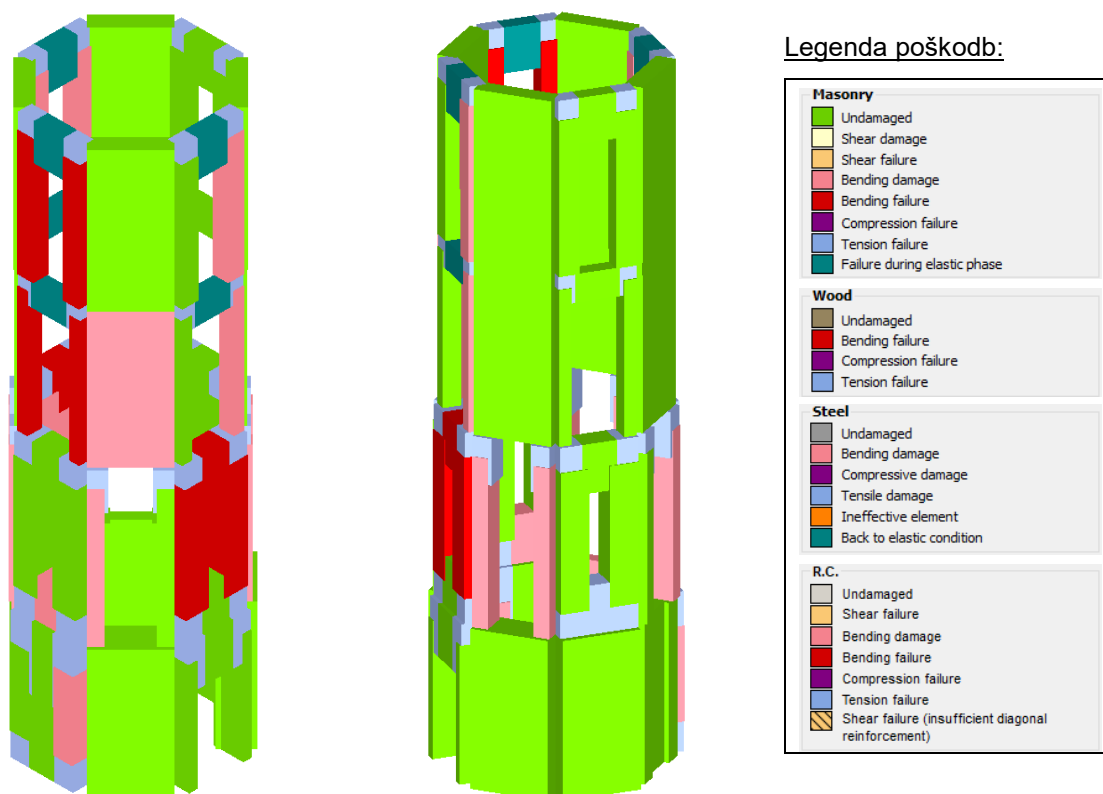 Legenda poškodb:
Masonry
Undamaged
Shear damage
Shear failure
Bending damage
Bending failure
Compression failure
Tension failure
Failure during elastic phase
Wood
Undamaged
Bending failure
Compression failure
Tension failure
Steel
Undamaged
Bending damage
Compressive damage
Tensile damage
Ineffective element
Back to elastic condition
R.C.
Undamaged
Shear failure
Bending damage
Bending failure
Compression failure
Tension failure
Shear failure (insufficient diagonal
reinforcement)